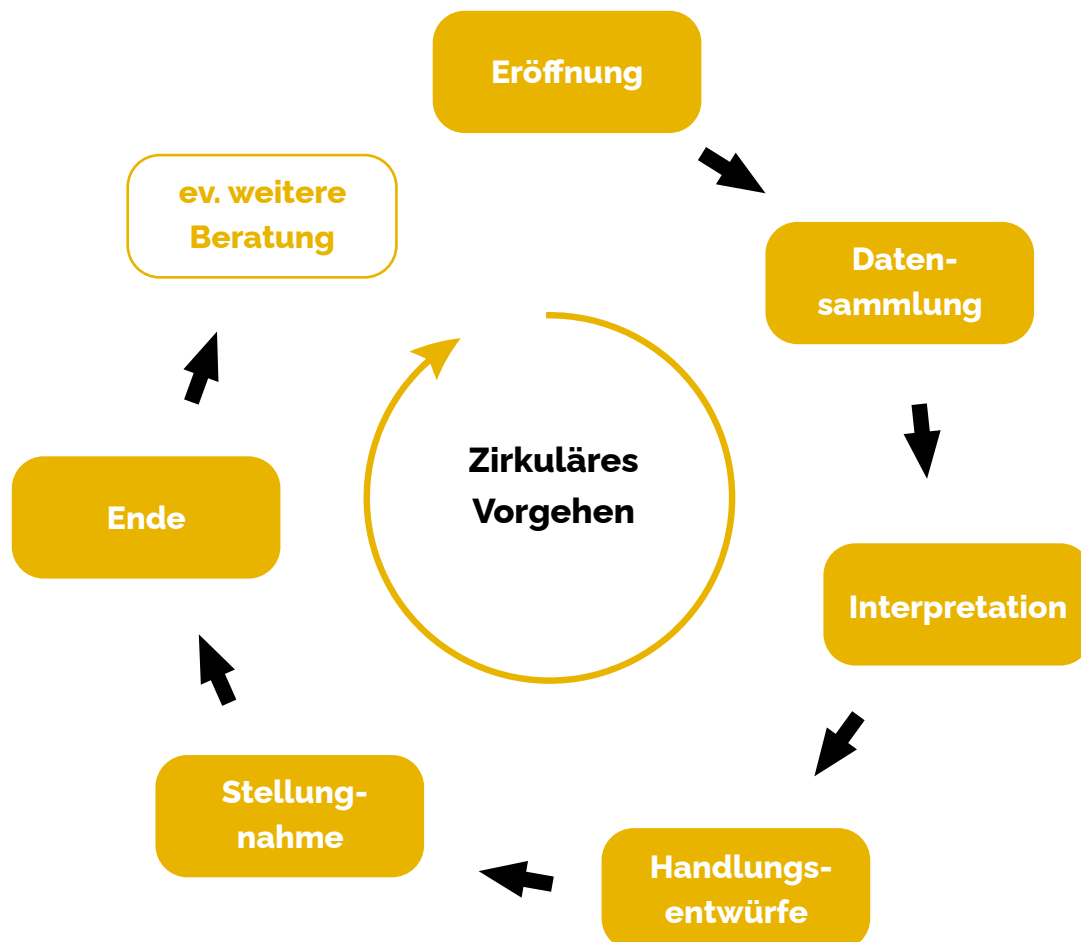 Eröffnung
Daten-
sammlung
Interpretation
Handlungs-
entwürfe
Stellung-
nahme
Ende
ev. weitere
Beratung
Zirkuläres
Vorgehen